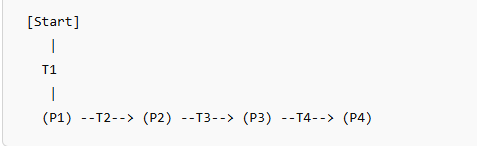 [Start]
|
T1
|
(P1) --T2--> (P2) --T3--> (P3) --T4--> (P4)